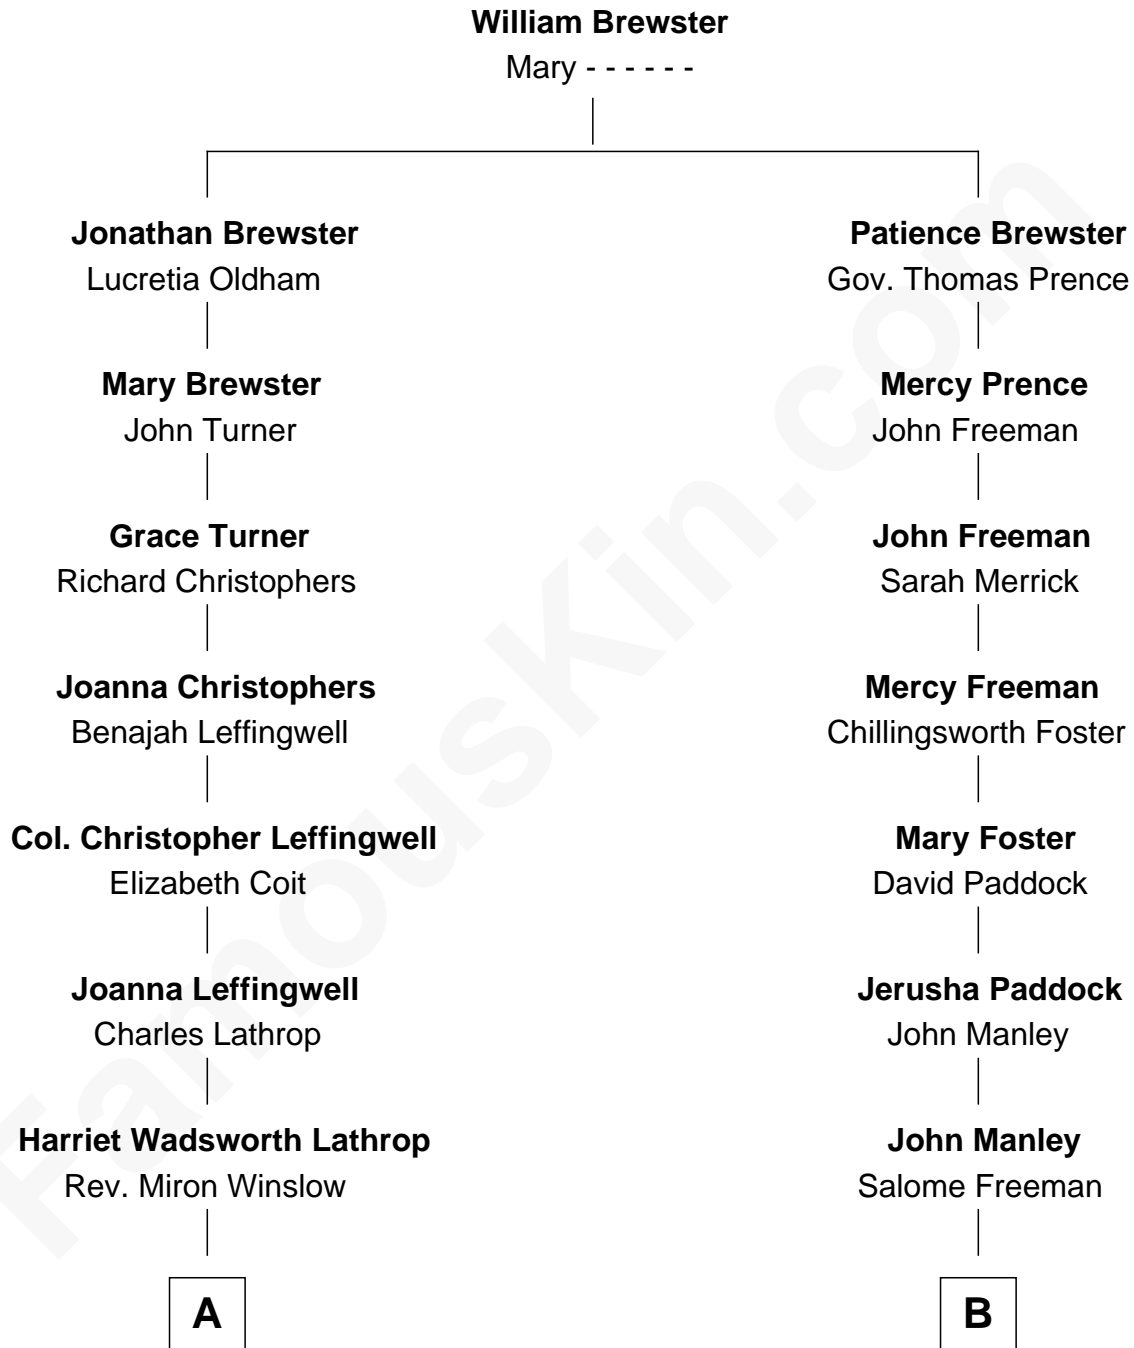 William Brewster
Mary - - - - - -
Jonathan Brewster
Lucretia Oldham
Patience Brewster
Gov. Thomas Prence
Mary Brewster
John Turner
Mercy Prence
John Freeman
Grace Turner
Richard Christophers
John Freeman
Sarah Merrick
Joanna Christophers
Benajah Leffingwell
Mercy Freeman
Chillingsworth Foster
Col. Christopher Leffingwell
Elizabeth Coit
Mary Foster
David Paddock
Joanna Leffingwell
Charles Lathrop
Jerusha Paddock
John Manley
Harriet Wadsworth Lathrop
Rev. Miron Winslow
John Manley
Salome Freeman
A
B
FamousKin.com